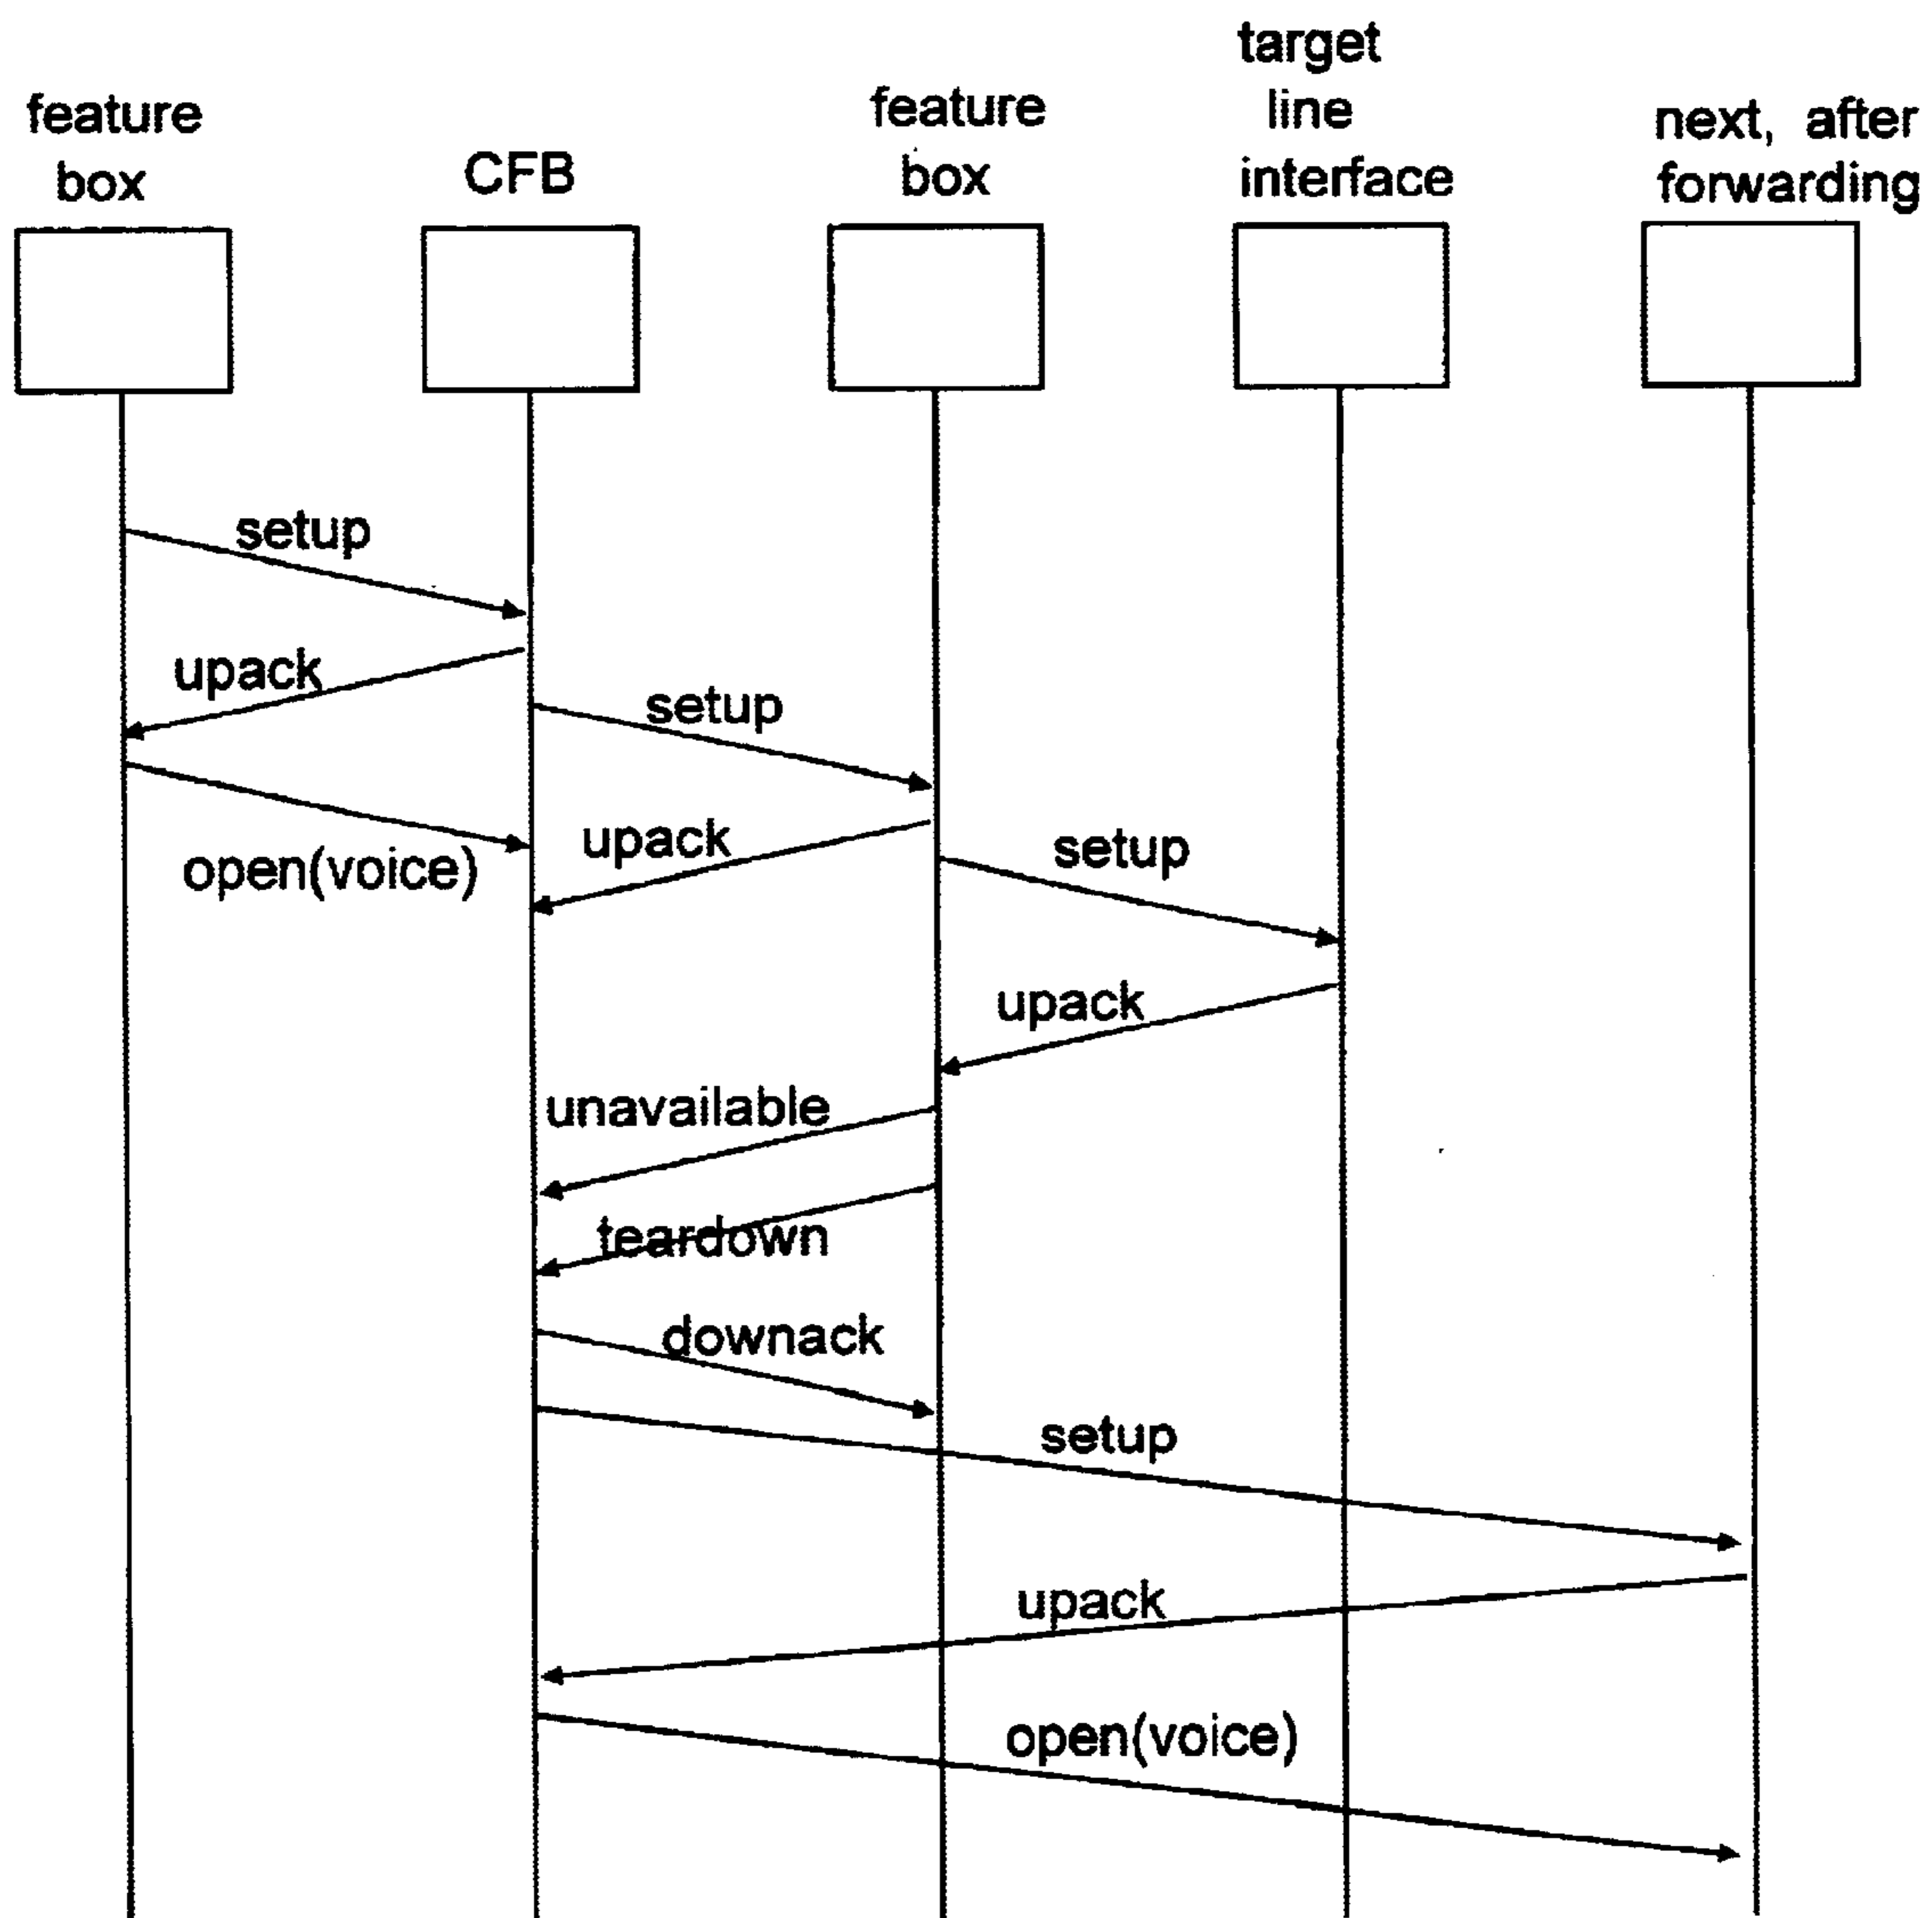 feature
box
CFB
feature
box
target
line
interface
next, after
forwarding
setup
upack
setup
open(voice)
upack
setup
upack
unavailable
teardown
downack
setup
upack
open(voice)